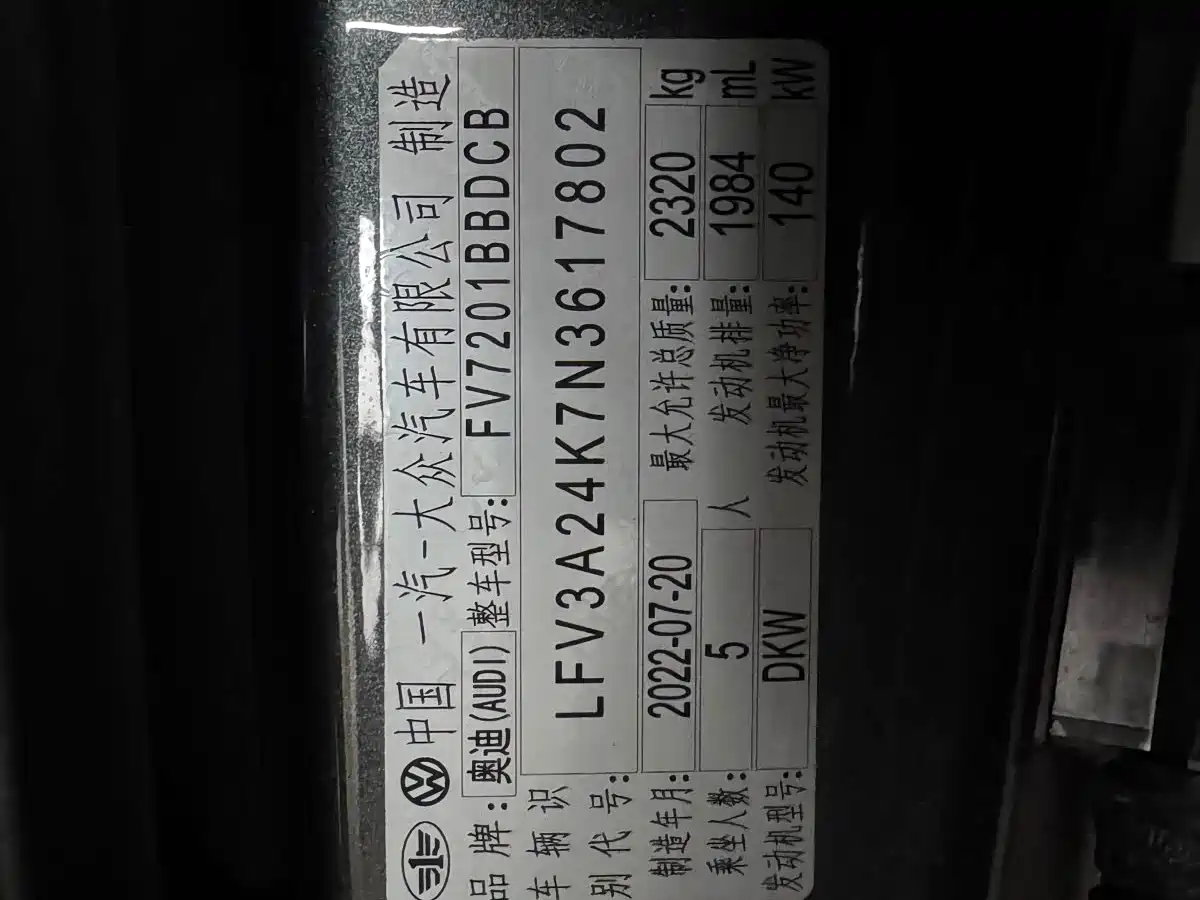 中国 一汽-大众汽车有限公司 制造
品牌: 奥迪(AUDI) 整车型号: FV7201BBDCB
车辆识别代号: LFV3A24K7N3617802
制造年月: 2022-07-20 最大允许总质量: 2320 kg
乘坐人数: 5 人 发动机排量: 1984 mL
发动机型号: DKW 发动机最大净功率: 140 kW